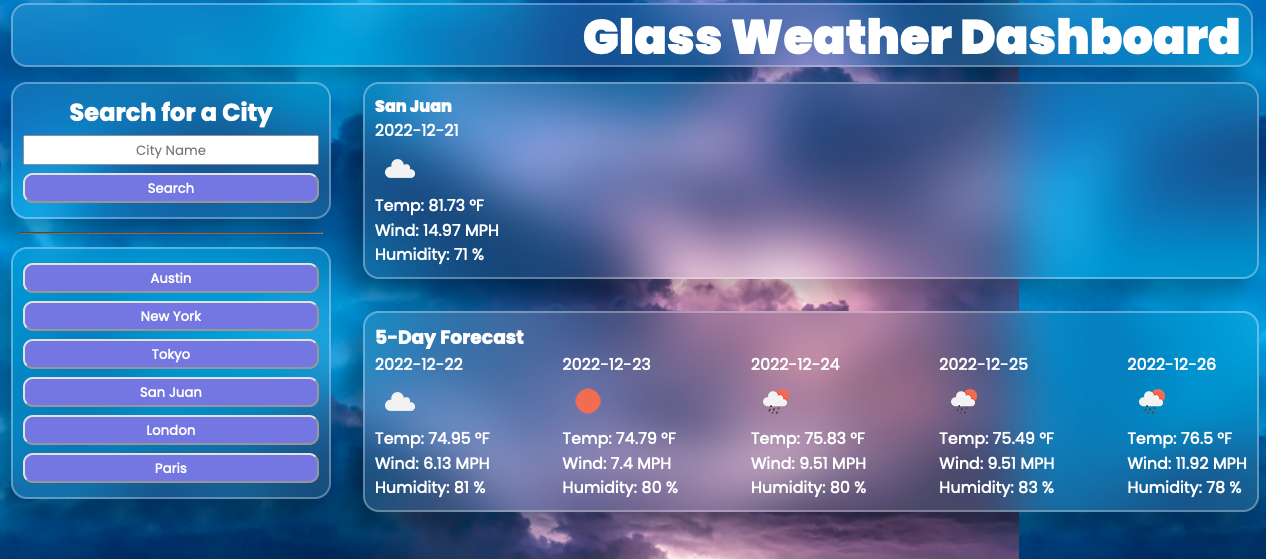 Glass Weather Dashboard
Search for a City
City Name
Search
Austin
New York
Tokyo
San Juan
London
Paris
San Juan
2022-12-21
Temp: 81.73 °F
Wind: 14.97 MPH
Humidity: 71 %
5-Day Forecast
2022-12-22
Temp: 74.95 °F
Wind: 6.13 MPH
Humidity: 81 %
2022-12-23
Temp: 74.79 °F
Wind: 7.4 MPH
Humidity: 80 %
2022-12-24
Temp: 75.83 °F
Wind: 9.51 MPH
Humidity: 80 %
2022-12-25
Temp: 75.49 °F
Wind: 9.51 MPH
Humidity: 83 %
2022-12-26
Temp: 76.5 °F
Wind: 11.92 MPH
Humidity: 78 %